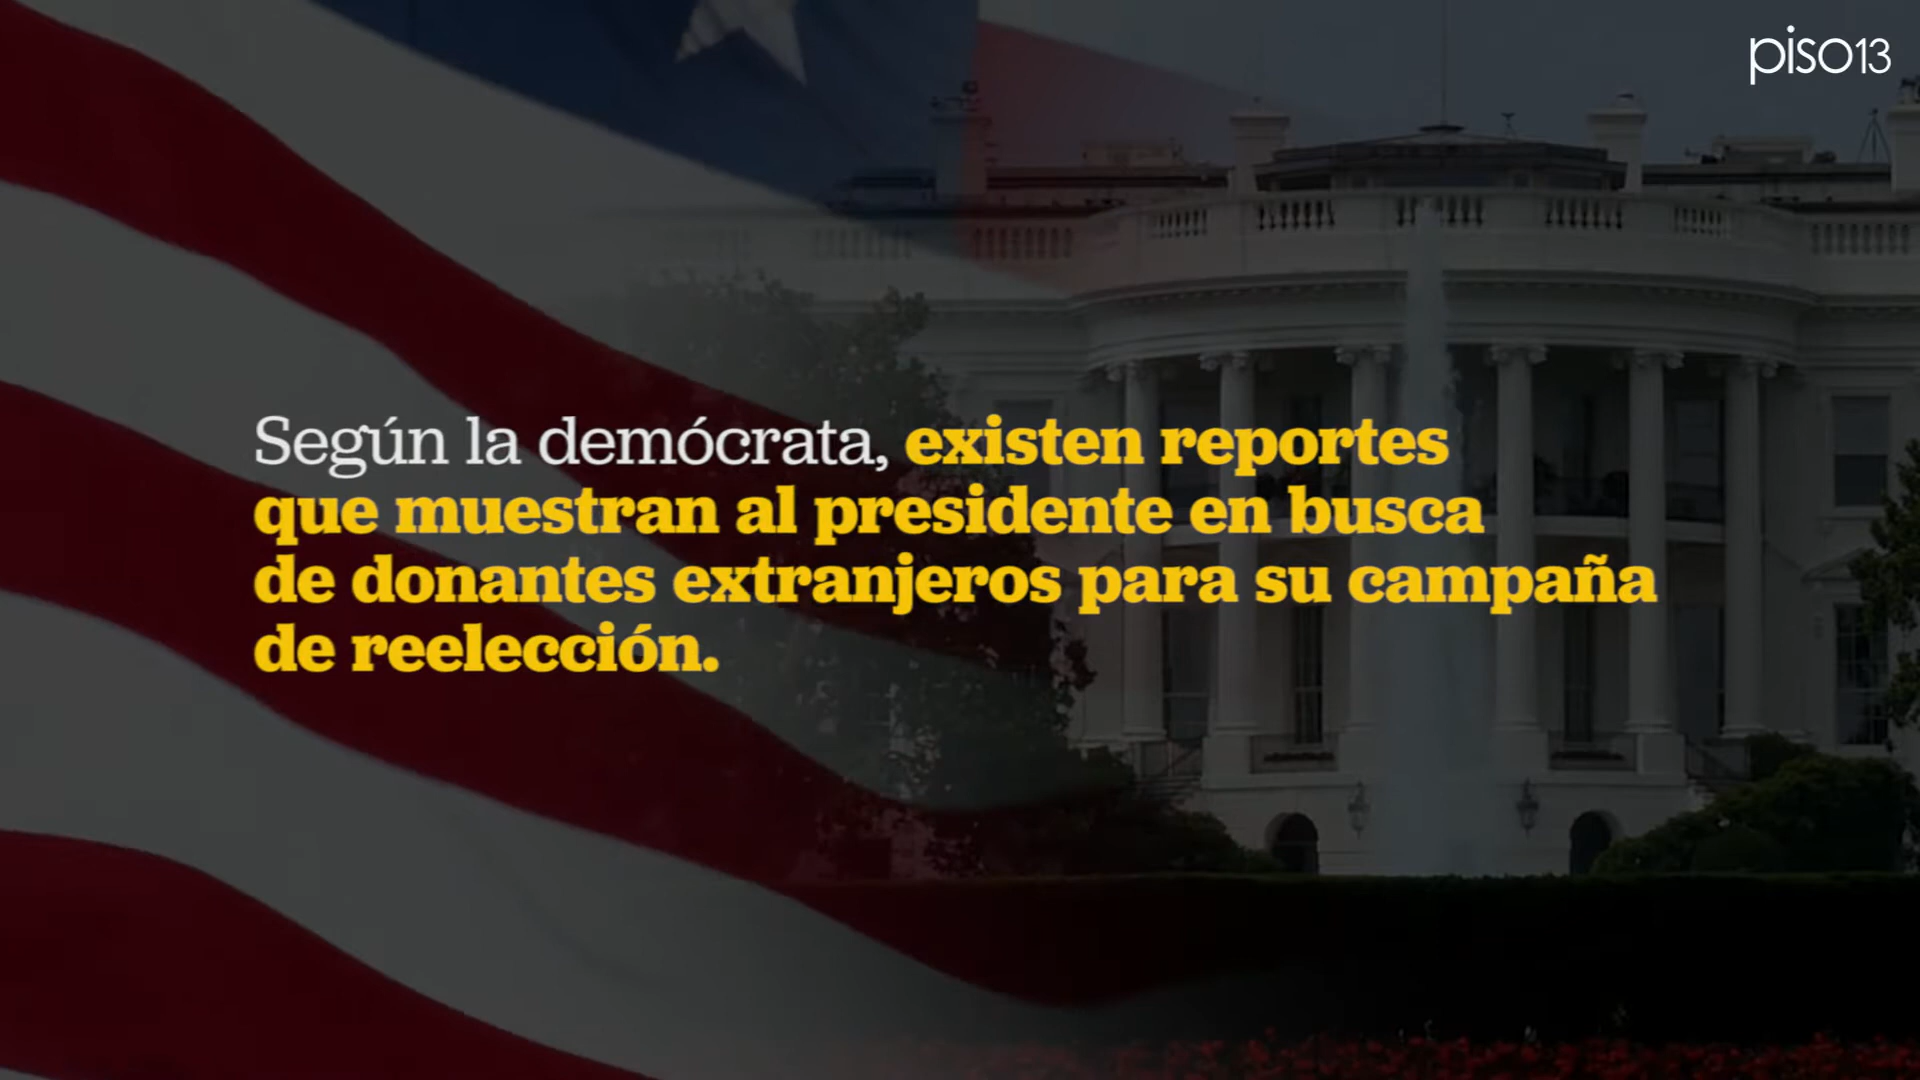 piso13
Según la demócrata, existen reportes
que muestran al presidente en busca
de donantes extranjeros para su campaña
de reelección.